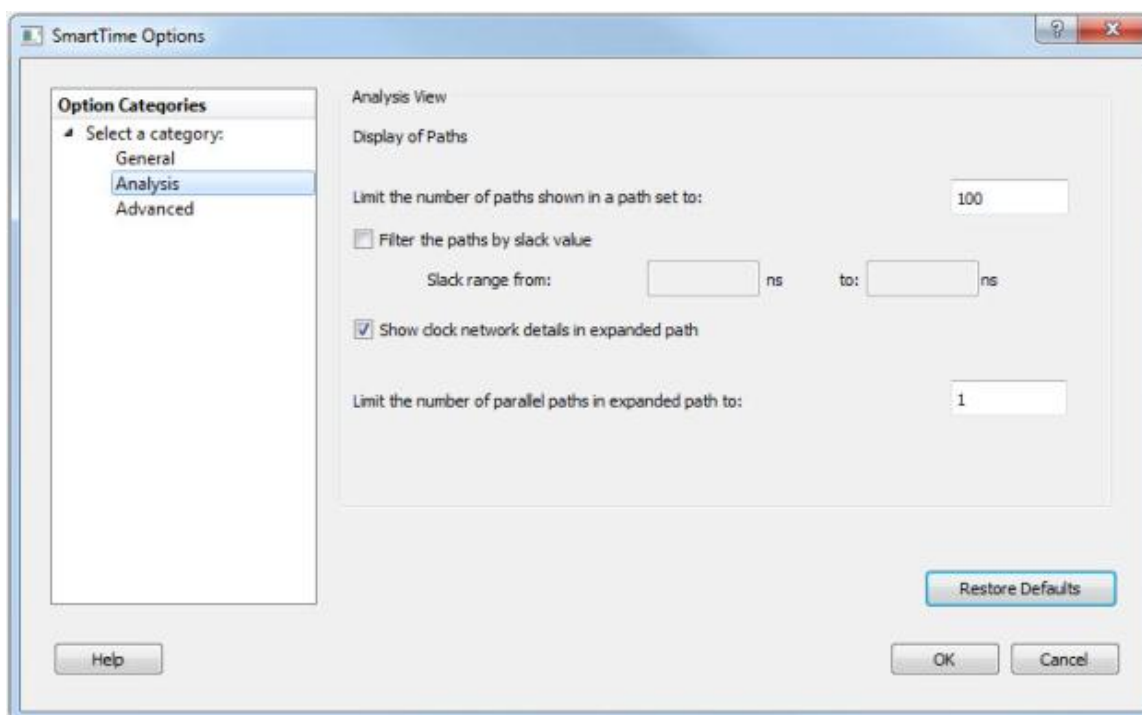 SmartTime Options
Option Categories
Select a category:
General
Analysis
Advanced
Analysis View
Display of Paths
Limit the number of paths shown in a path set to: 100
Filter the paths by slack value
Slack range from: ns to: ns
Show clock network details in expanded path
Limit the number of parallel paths in expanded path to: 1
Restore Defaults
Help OK Cancel